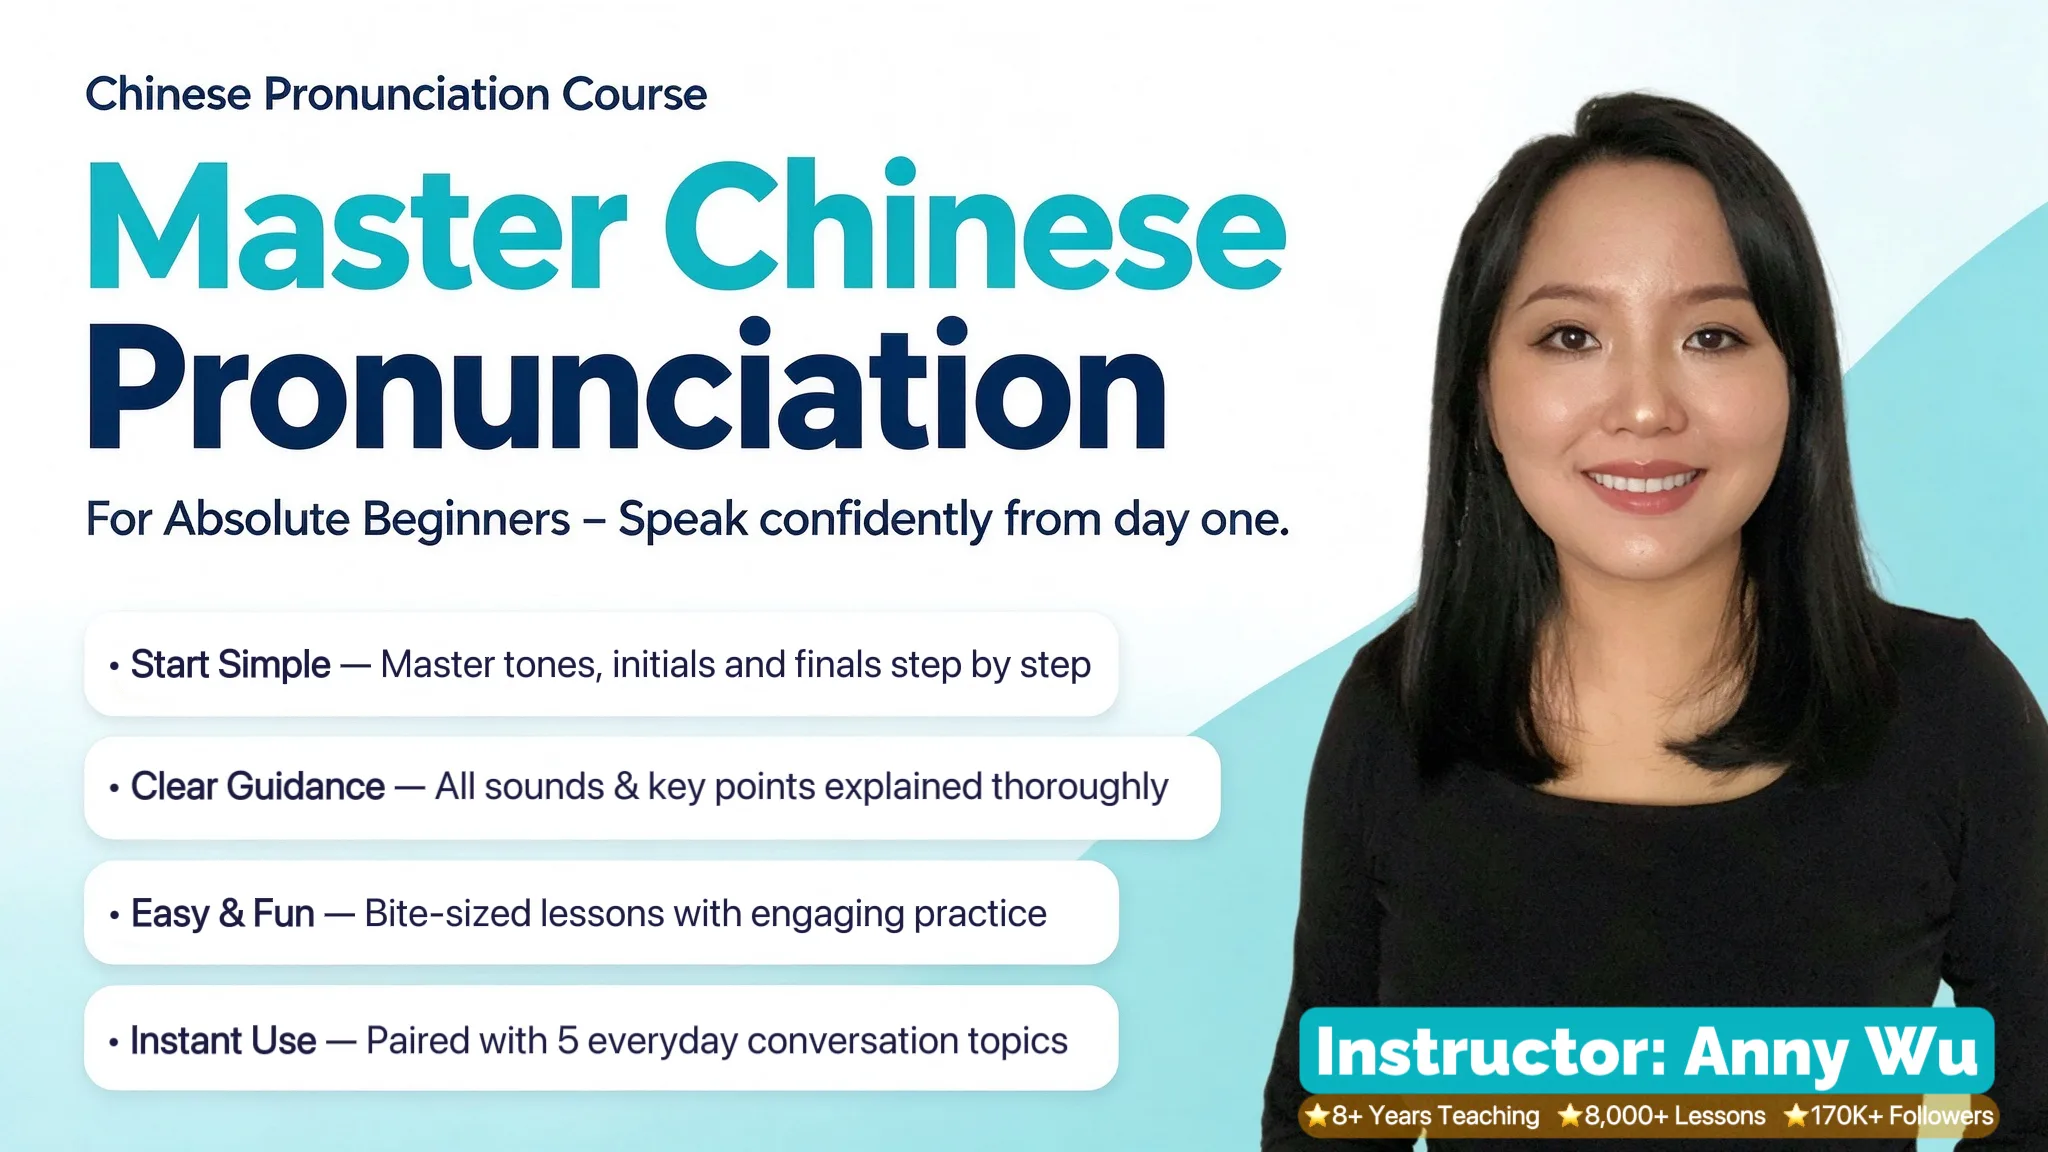 Chinese Pronunciation Course
Master Chinese
Pronunciation
For Absolute Beginners – Speak confidently from day one.
• Start Simple — Master tones, initials and finals step by step
• Clear Guidance — All sounds & key points explained thoroughly
• Easy & Fun — Bite-sized lessons with engaging practice
• Instant Use — Paired with 5 everyday conversation topics
Instructor: Anny Wu
⭐8+ Years Teaching ⭐8,000+ Lessons ⭐170K+ Followers